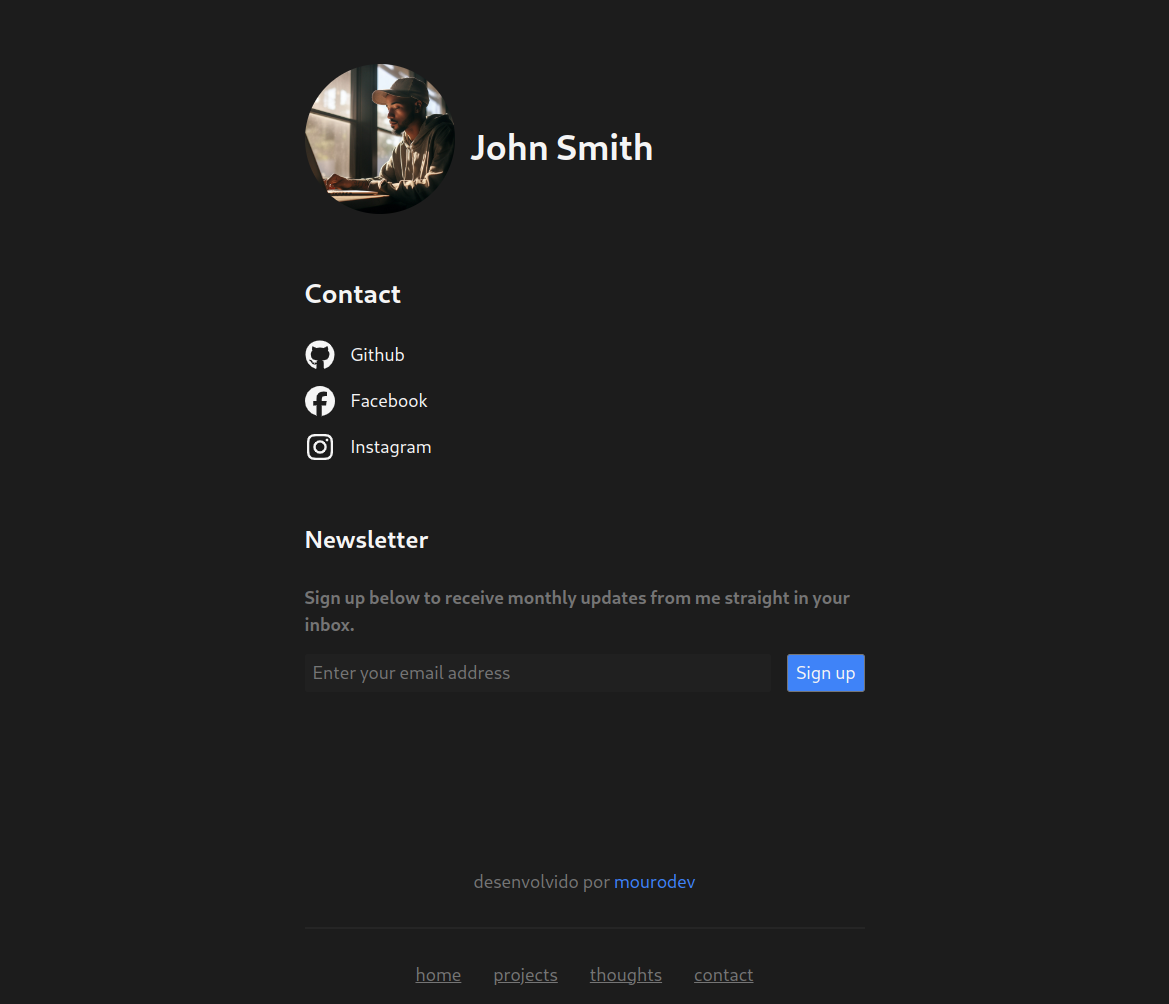 John Smith
Contact
Github
Facebook
Instagram
Newsletter
Sign up below to receive monthly updates from me straight in your
inbox.
Enter your email address
Sign up
desenvolvido por mourodev
home projects thoughts contact